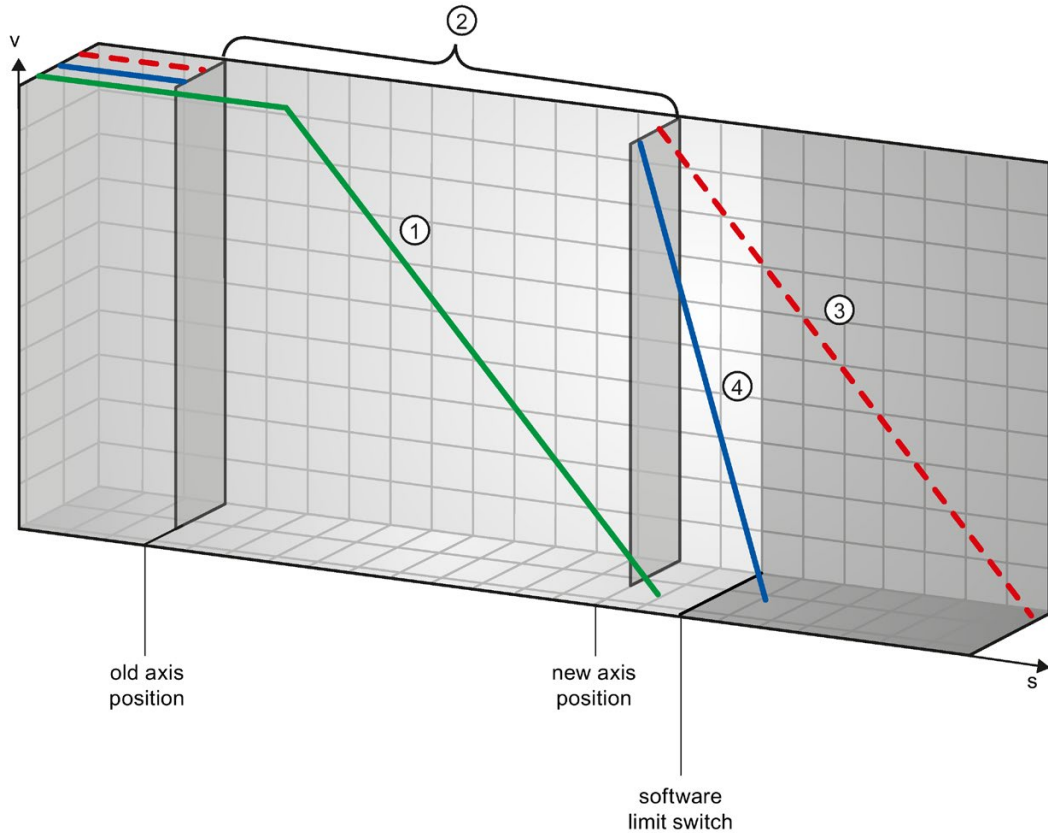 ②
v
①
③
④
old axis
position
new axis
position
s
software
limit switch